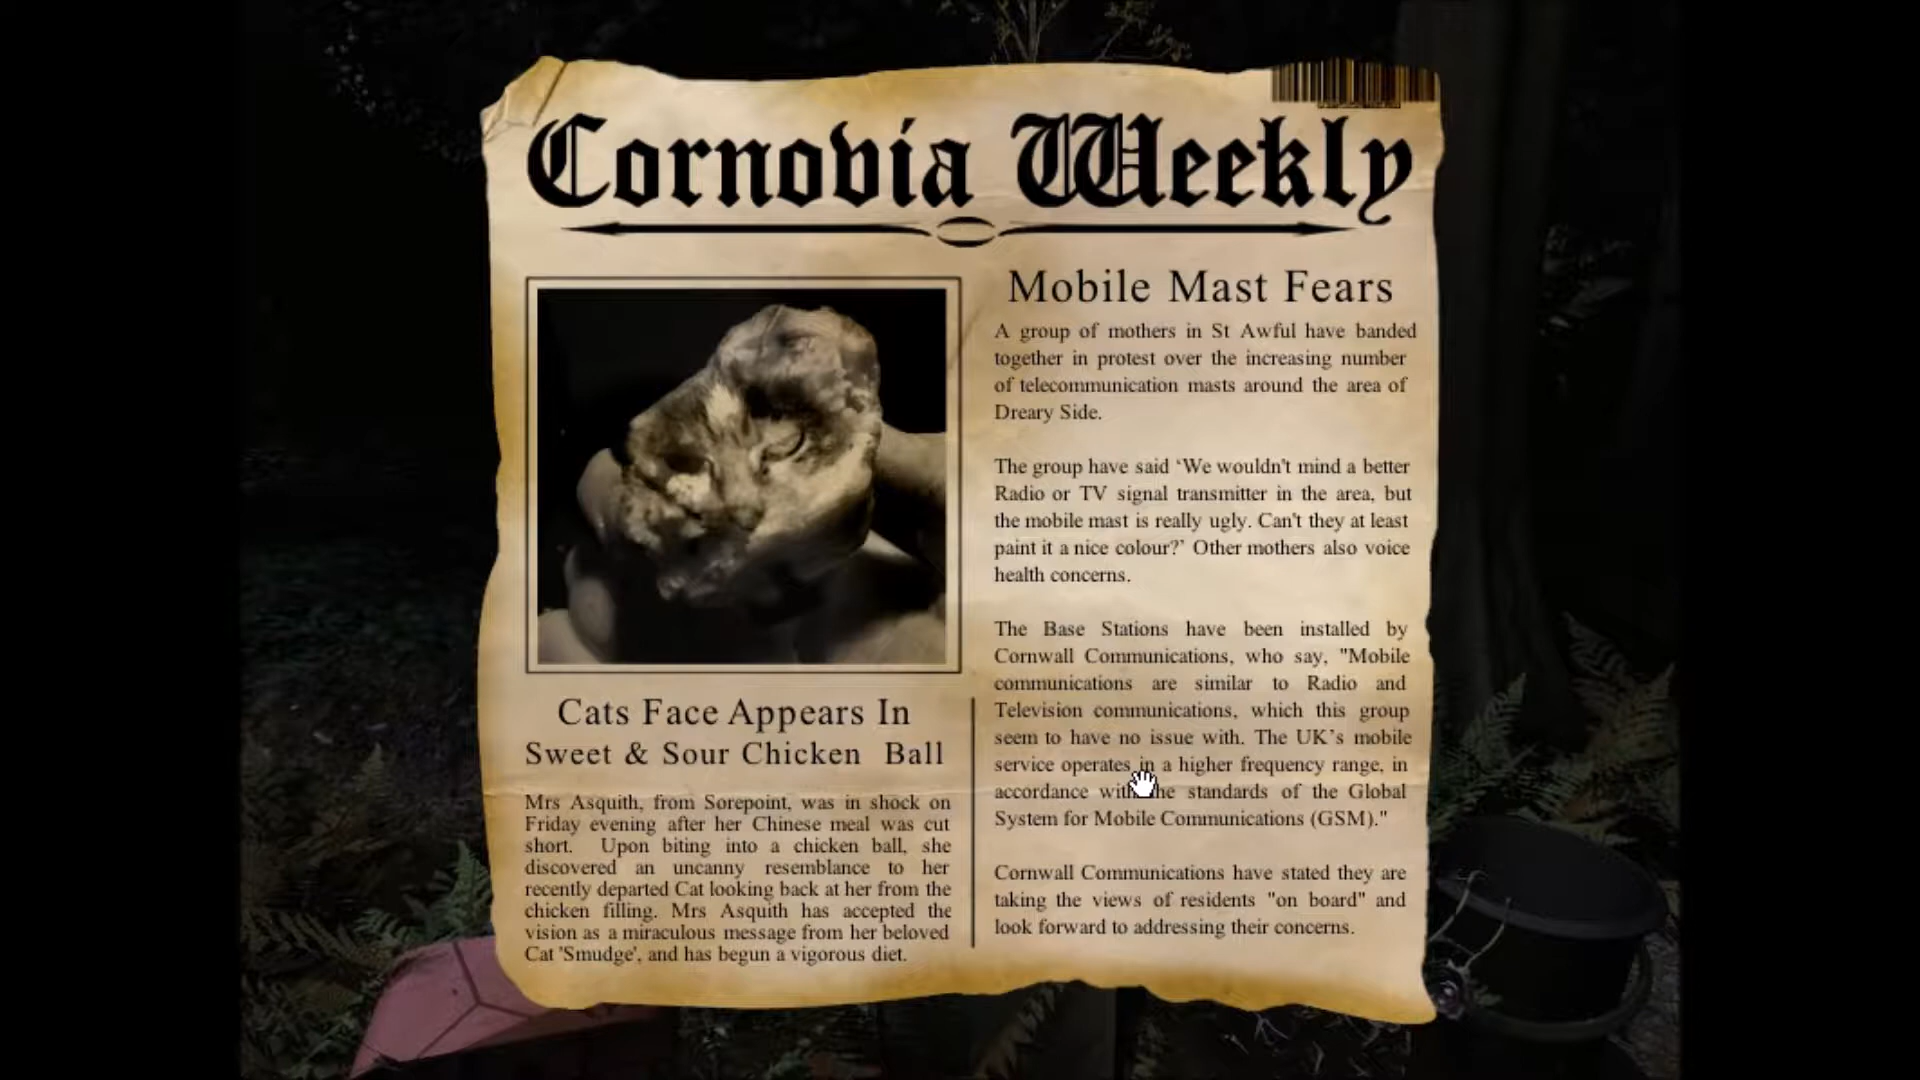 Cornovia Weekly
Cats Face Appears In
Sweet & Sour Chicken Ball
Mrs Asquith, from Sorepoint, was in shock on
Friday evening after her Chinese meal was cut
short. Upon biting into a chicken ball, she
discovered an uncanny resemblance to her
recently departed Cat looking back at her from the
chicken filling. Mrs Asquith has accepted the
vision as a miraculous message from her beloved
Cat 'Smudge', and has begun a vigorous diet.
Mobile Mast Fears
A group of mothers in St Awful have banded
together in protest over the increasing number
of telecommunication masts around the area of
Dreary Side.
The group have said ‘We wouldn't mind a better
Radio or TV signal transmitter in the area, but
the mobile mast is really ugly. Can't they at least
paint it a nice colour?’ Other mothers also voice
health concerns.
The Base Stations have been installed by
Cornwall Communications, who say, "Mobile
communications are similar to Radio and
Television communications, which this group
seem to have no issue with. The UK’s mobile
service operates in a higher frequency range, in
accordance with the standards of the Global
System for Mobile Communications (GSM)."
Cornwall Communications have stated they are
taking the views of residents "on board" and
look forward to addressing their concerns.